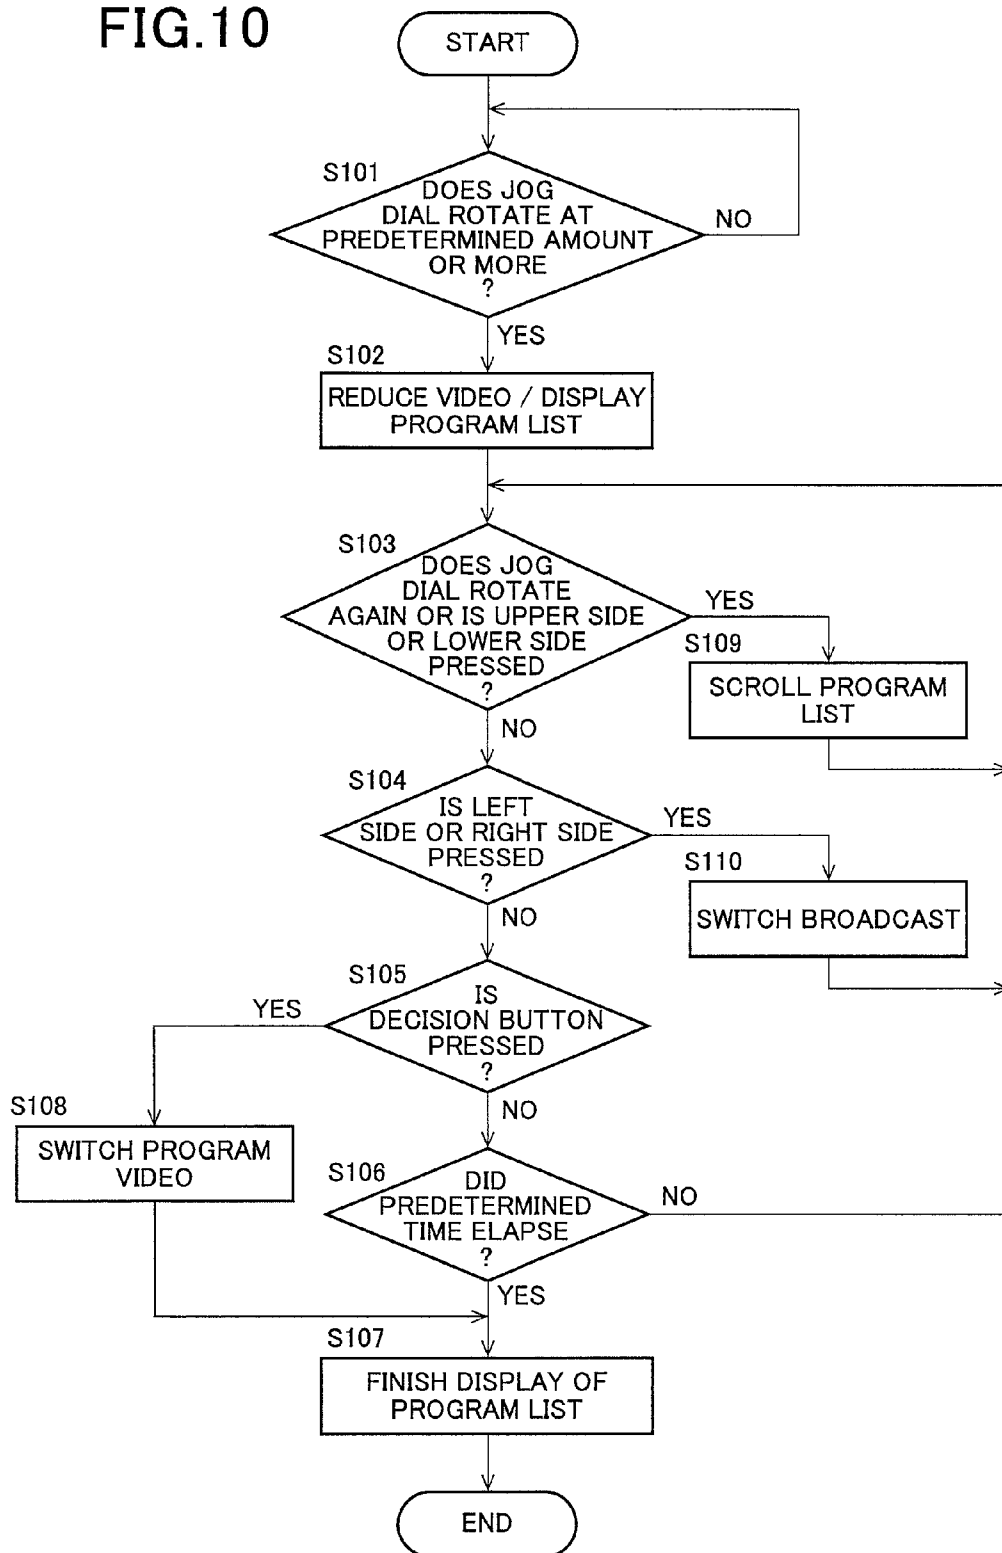 FIG.10
START
S101
DOES JOG
DIAL ROTATE AT
PREDETERMINED AMOUNT
OR MORE
?
NO
YES
S102
REDUCE VIDEO / DISPLAY
PROGRAM LIST
S103
DOES JOG
DIAL ROTATE
AGAIN OR IS UPPER SIDE
OR LOWER SIDE
PRESSED
?
YES
S109
SCROLL PROGRAM
LIST
NO
S104
IS LEFT
SIDE OR RIGHT SIDE
PRESSED
?
YES
S110
SWITCH BROADCAST
NO
S105
IS
DECISION BUTTON
PRESSED
?
YES
S108
SWITCH PROGRAM
VIDEO
NO
S106
DID
PREDETERMINED
TIME ELAPSE
?
NO
YES
S107
FINISH DISPLAY OF
PROGRAM LIST
END